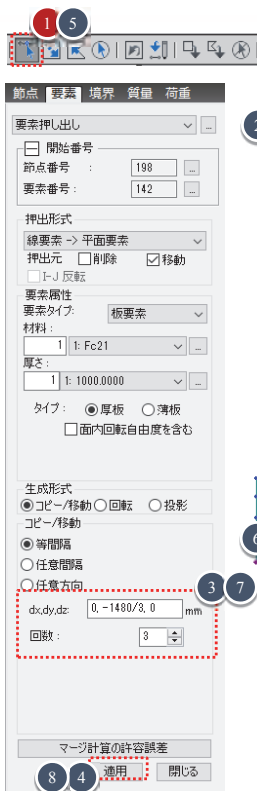 1 5
節点 要素 境界 質量 荷重
要素押し出し
開始番号
節点番号 : 198
要素番号 : 142
押出形式
線要素 -> 平面要素
押出元 削除 移動
I-J 反転
要素属性
要素タイプ: 板要素
材料 :
1 1: Fc21
厚さ :
1 1: 1000.0000
タイプ : 厚板 薄板
面内回転自由度を含む
生成形式
コピー/移動 回転 投影
コピー/移動
等間隔
任意間隔
任意方向
dx,dy,dz: 0, -1480/3, 0 mm
3 7
回数 : 3
マージ計算の許容誤差
8 4 適用 閉じる
2
6